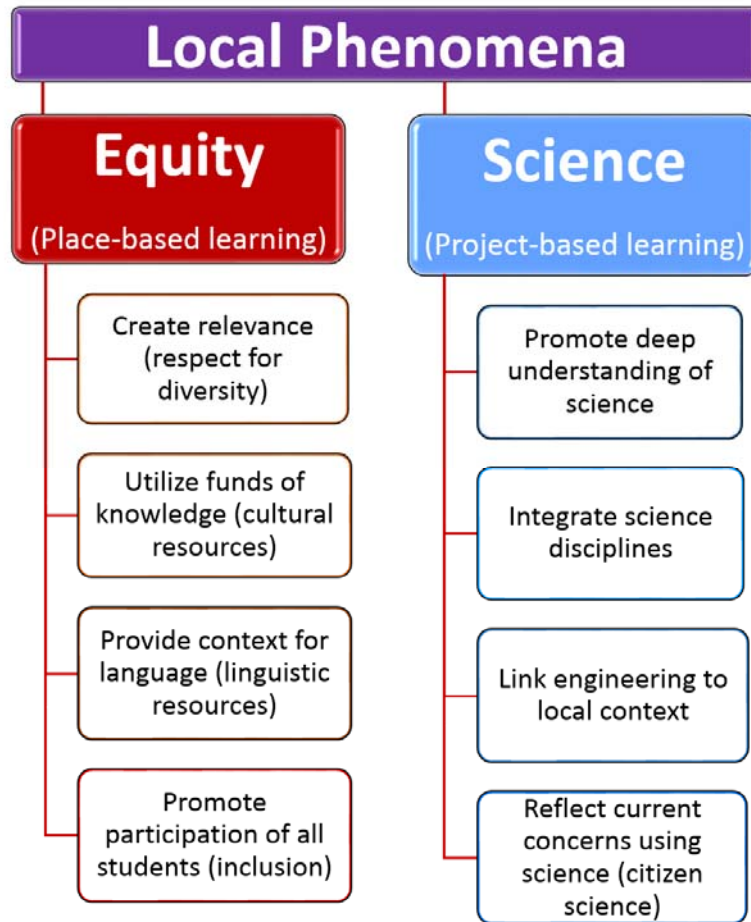 Local Phenomena
Equity
(Place-based learning)
Create relevance
(respect for
diversity)
Utilize funds of
knowledge (cultural
resources)
Provide context for
language (linguistic
resources)
Promote
participation of all
students (inclusion)
Science
(Project-based learning)
Promote deep
understanding of
science
Integrate science
disciplines
Link engineering to
local context
Reflect current
concerns using
science (citizen
science)